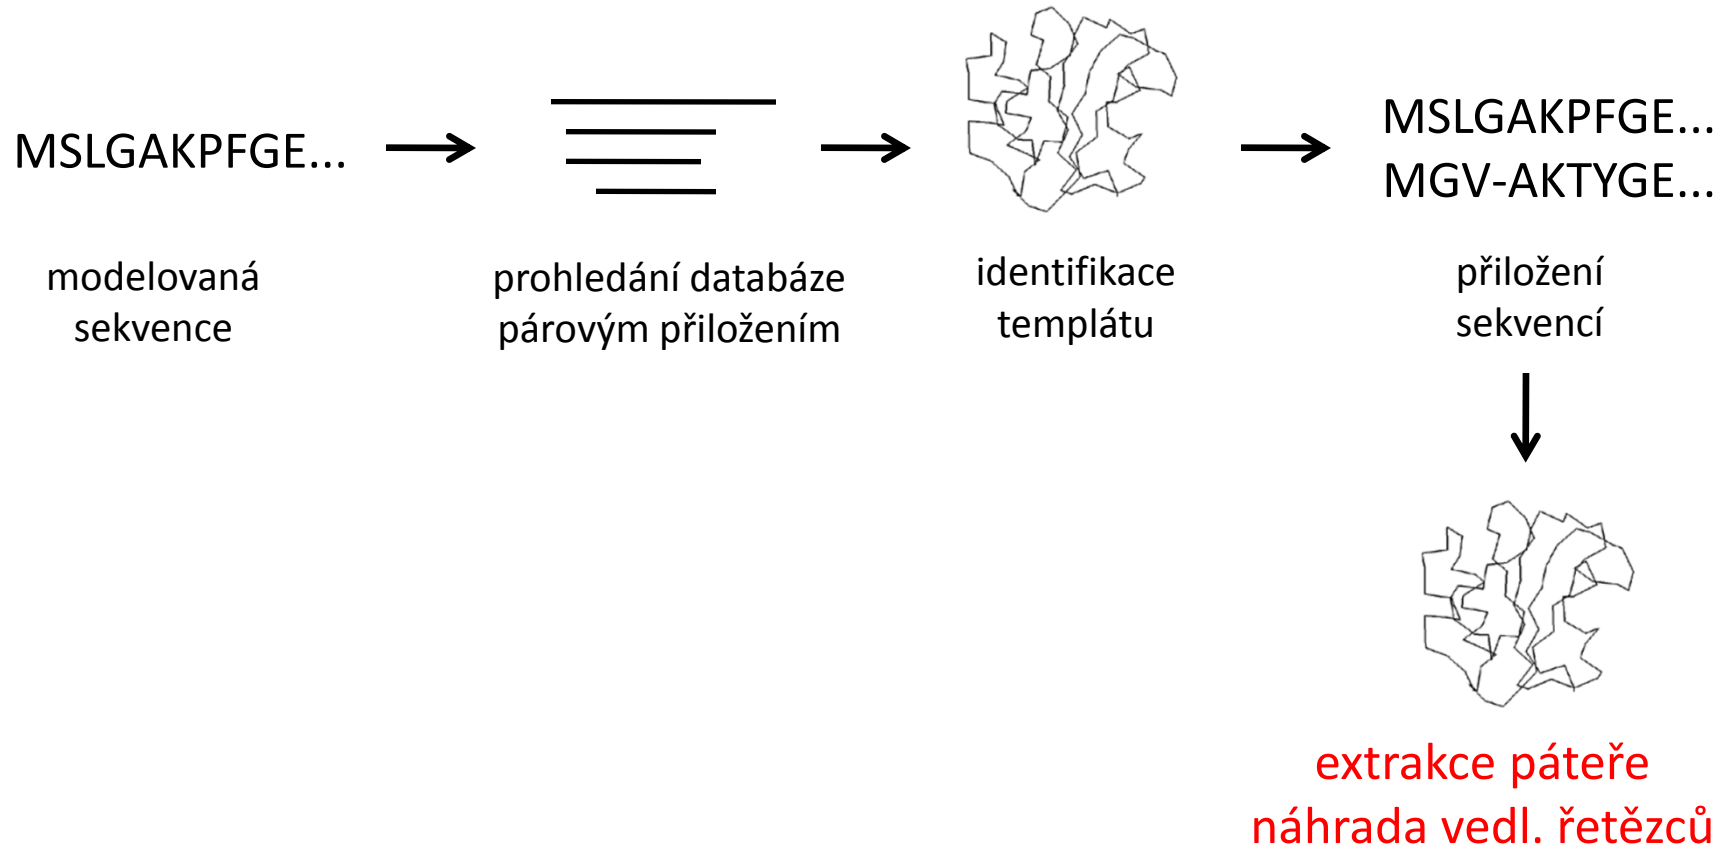 MSLGAKPFGE...
modelovaná
sekvence
prohledání databáze
párovým přiložením
identifikace
templátu
MSLGAKPFGE...
MGV-AKTYGE...
přiložení
sekvencí
extrakce páteře
náhrada vedl. řetězců